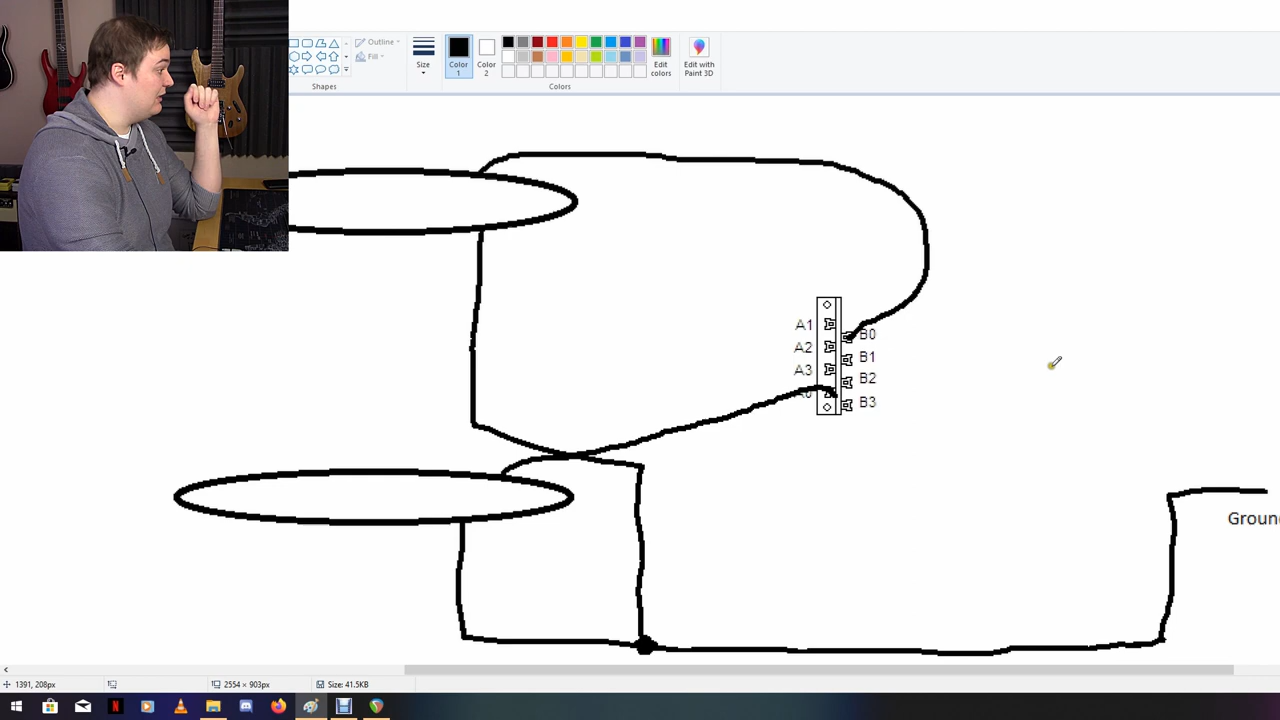 Outline
Fill
Size
Color 1
Color 2
Edit colors
Edit with Paint 3D
Shapes
Colors
A1
B0
A2
B1
A3
B2
B3
Groun
1391, 208px
2554 × 903px
Size: 41.5KB